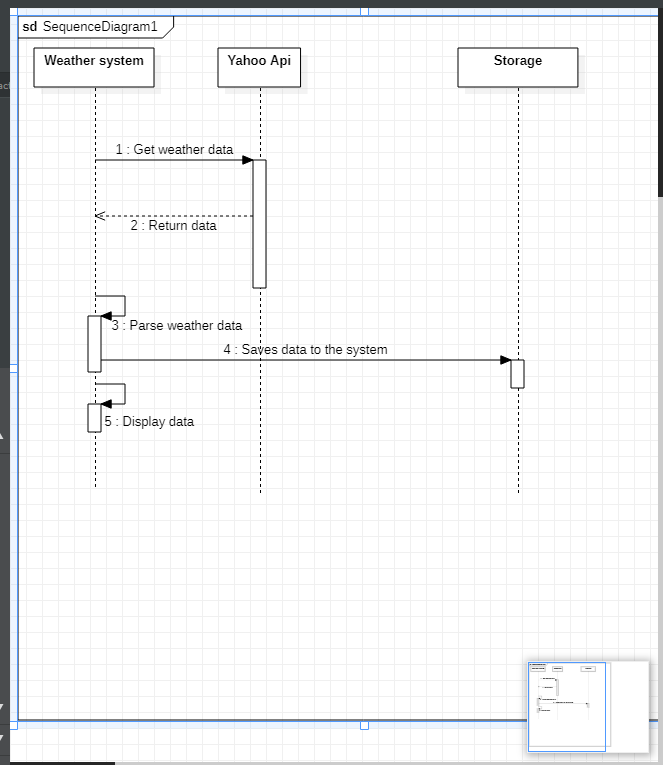 sd SequenceDiagram1
Weather system
Yahoo Api
Storage
1 : Get weather data
2 : Return data
3 : Parse weather data
4 : Saves data to the system
5 : Display data